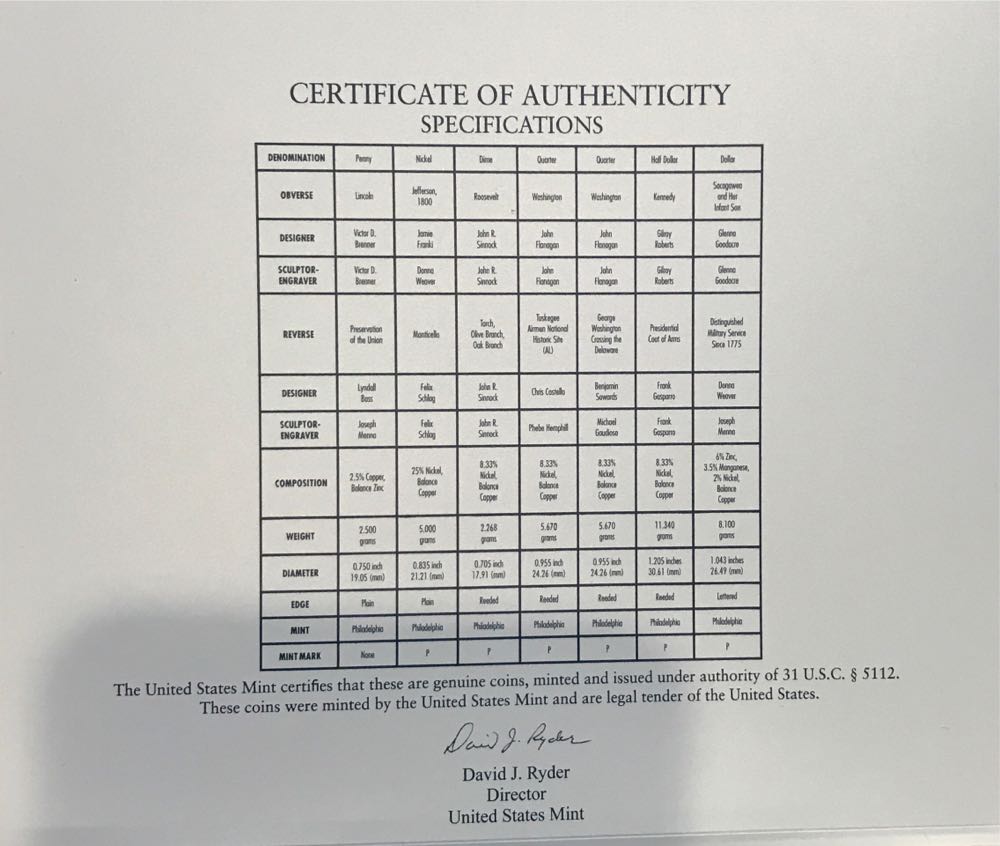 CERTIFICATE OF AUTHENTICITY
SPECIFICATIONS
DENOMINATION Penny Nickel Dime Quarter Quarter Half Dollar Dollar
OBVERSE Lincoln Jefferson, 1800 Roosevelt Washington Washington Kennedy Sacagawea and Her Infant Son
DESIGNER Victor D. Brenner Jamie Franki John R. Sinnock John Flanagan John Flanagan Gilroy Roberts Glenna Goodacre
SCULPTOR-ENGRAVER Victor D. Brenner Donna Weaver John R. Sinnock John Flanagan John Flanagan Gilroy Roberts Glenna Goodacre
REVERSE Preservation of the Union Monticello Torch, Olive Branch, Oak Branch Tuskegee Airmen National Historic Site (AL) George Washington Crossing the Delaware Presidential Coat of Arms Distinguished Military Service Since 1775
DESIGNER Lyndall Bass Felix Schlag John R. Sinnock Chris Costello Benjamin Sowards Frank Gasparro Donna Weaver
SCULPTOR-ENGRAVER Joseph Menna Felix Schlag John R. Sinnock Phebe Hemphill Michael Gaudioso Frank Gasparro Joseph Menna
COMPOSITION 2.5% Copper, Balance Zinc 25% Nickel, Balance Copper 8.33% Nickel, Balance Copper 8.33% Nickel, Balance Copper 8.33% Nickel, Balance Copper 8.33% Nickel, Balance Copper 6% Zinc, 3.5% Manganese, 2% Nickel, Balance Copper
WEIGHT 2.500 grams 5.000 grams 2.268 grams 5.670 grams 5.670 grams 11.340 grams 8.100 grams
DIAMETER 0.750 inch 19.05 (mm) 0.835 inch 21.21 (mm) 0.705 inch 17.91 (mm) 0.955 inch 24.26 (mm) 0.955 inch 24.26 (mm) 1.205 inches 30.61 (mm) 1.043 inches 26.49 (mm)
EDGE Plain Plain Reeded Reeded Reeded Reeded Lettered
MINT Philadelphia Philadelphia Philadelphia Philadelphia Philadelphia Philadelphia Philadelphia
MINT MARK None P P P P P P
The United States Mint certifies that these are genuine coins, minted and issued under authority of 31 U.S.C. § 5112.
These coins were minted by the United States Mint and are legal tender of the United States.
David J. Ryder
David J. Ryder
Director
United States Mint